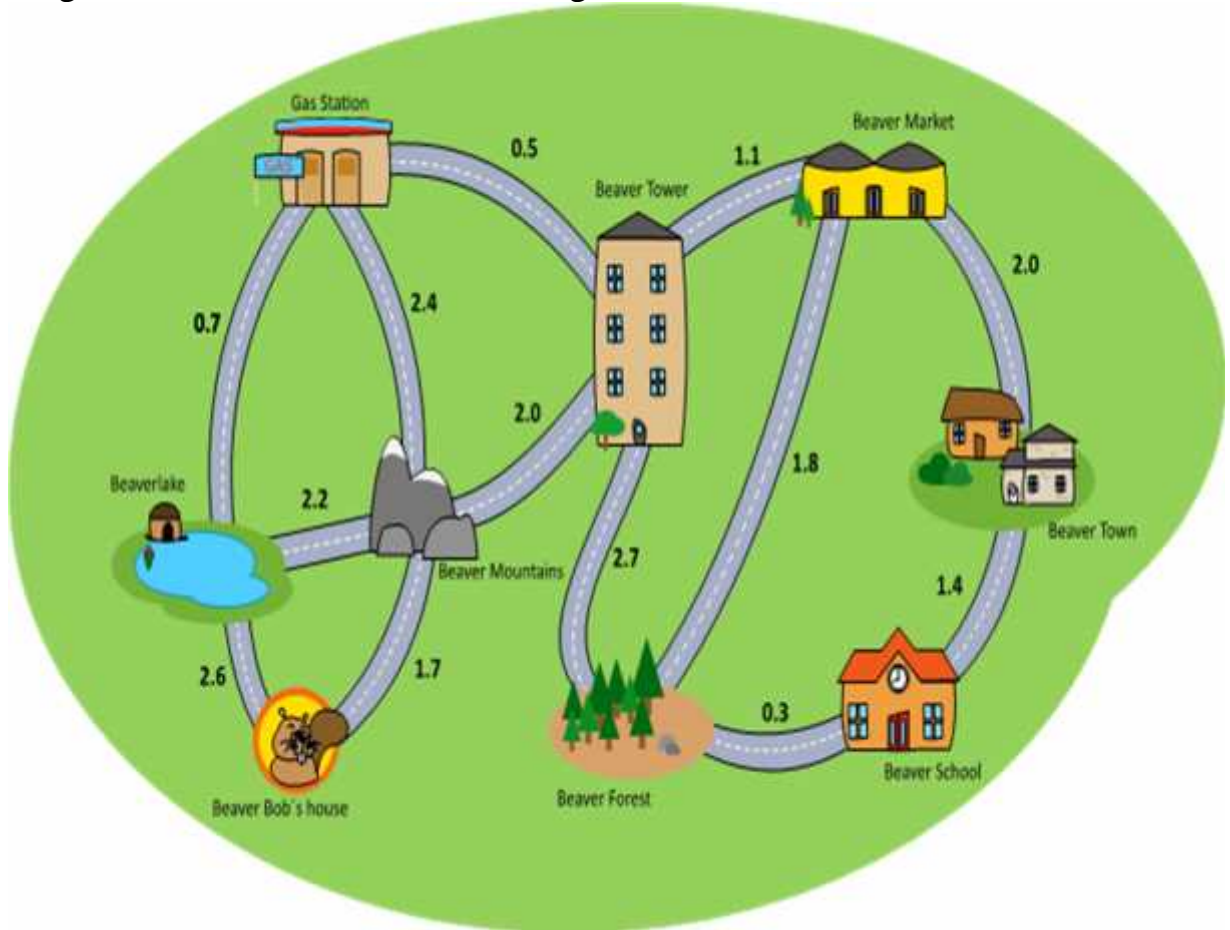 Gas Station
Beaver Market
0.5
1.1
Beaver Tower
GAS
2.0
0.7
2.4
2.0
1.8
Beaverlake
2.2
Beaver Town
Beaver Mountains
2.7
1.4
2.6
1.7
0.3
Beaver School
Beaver Forest
Beaver Bob´s house